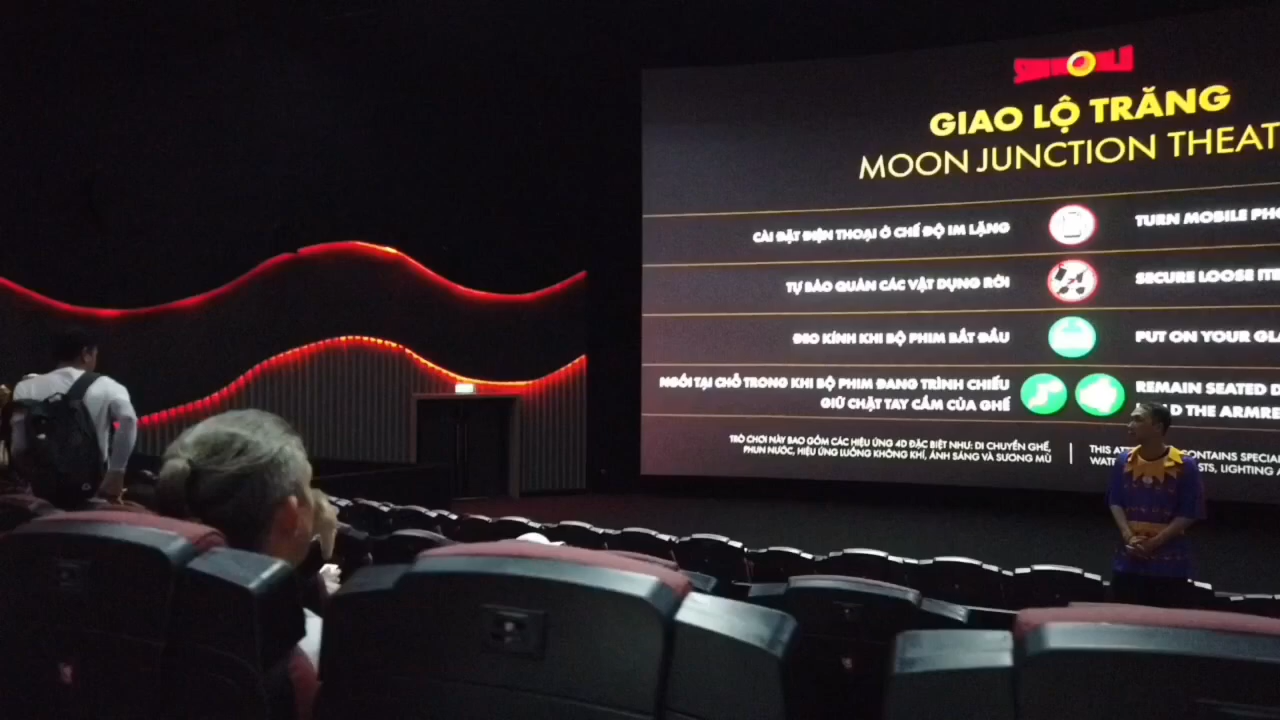 GIAO LỘ TRĂNG
MOON JUNCTION THEAT
CÀI ĐẶT ĐIỆN THOẠI Ở CHẾ ĐỘ IM LẶNG
TURN MOBILE PHO
TỰ BẢO QUẢN CÁC VẬT DỤNG RỜI
SECURE LOOSE ITE
ĐEO KÍNH KHI BỘ PHIM BẮT ĐẦU
PUT ON YOUR GLA
NGỒI TẠI CHỖ TRONG KHI BỘ PHIM ĐANG TRÌNH CHIẾU
GIỮ CHẶT TAY CẦM CỦA GHẾ
REMAIN SEATED D
THE ARMRE
TRÒ CHƠI NÀY BAO GỒM CÁC HIỆU ỨNG 4D ĐẶC BIỆT NHƯ: DI CHUYỂN GHẾ,
PHUN NƯỚC, HIỆU ỨNG LUỒNG KHÔNG KHÍ, ÁNH SÁNG VÀ SƯƠNG MÙ
THIS AT CONTAINS SPECIAL
WAT STS, LIGHTING A